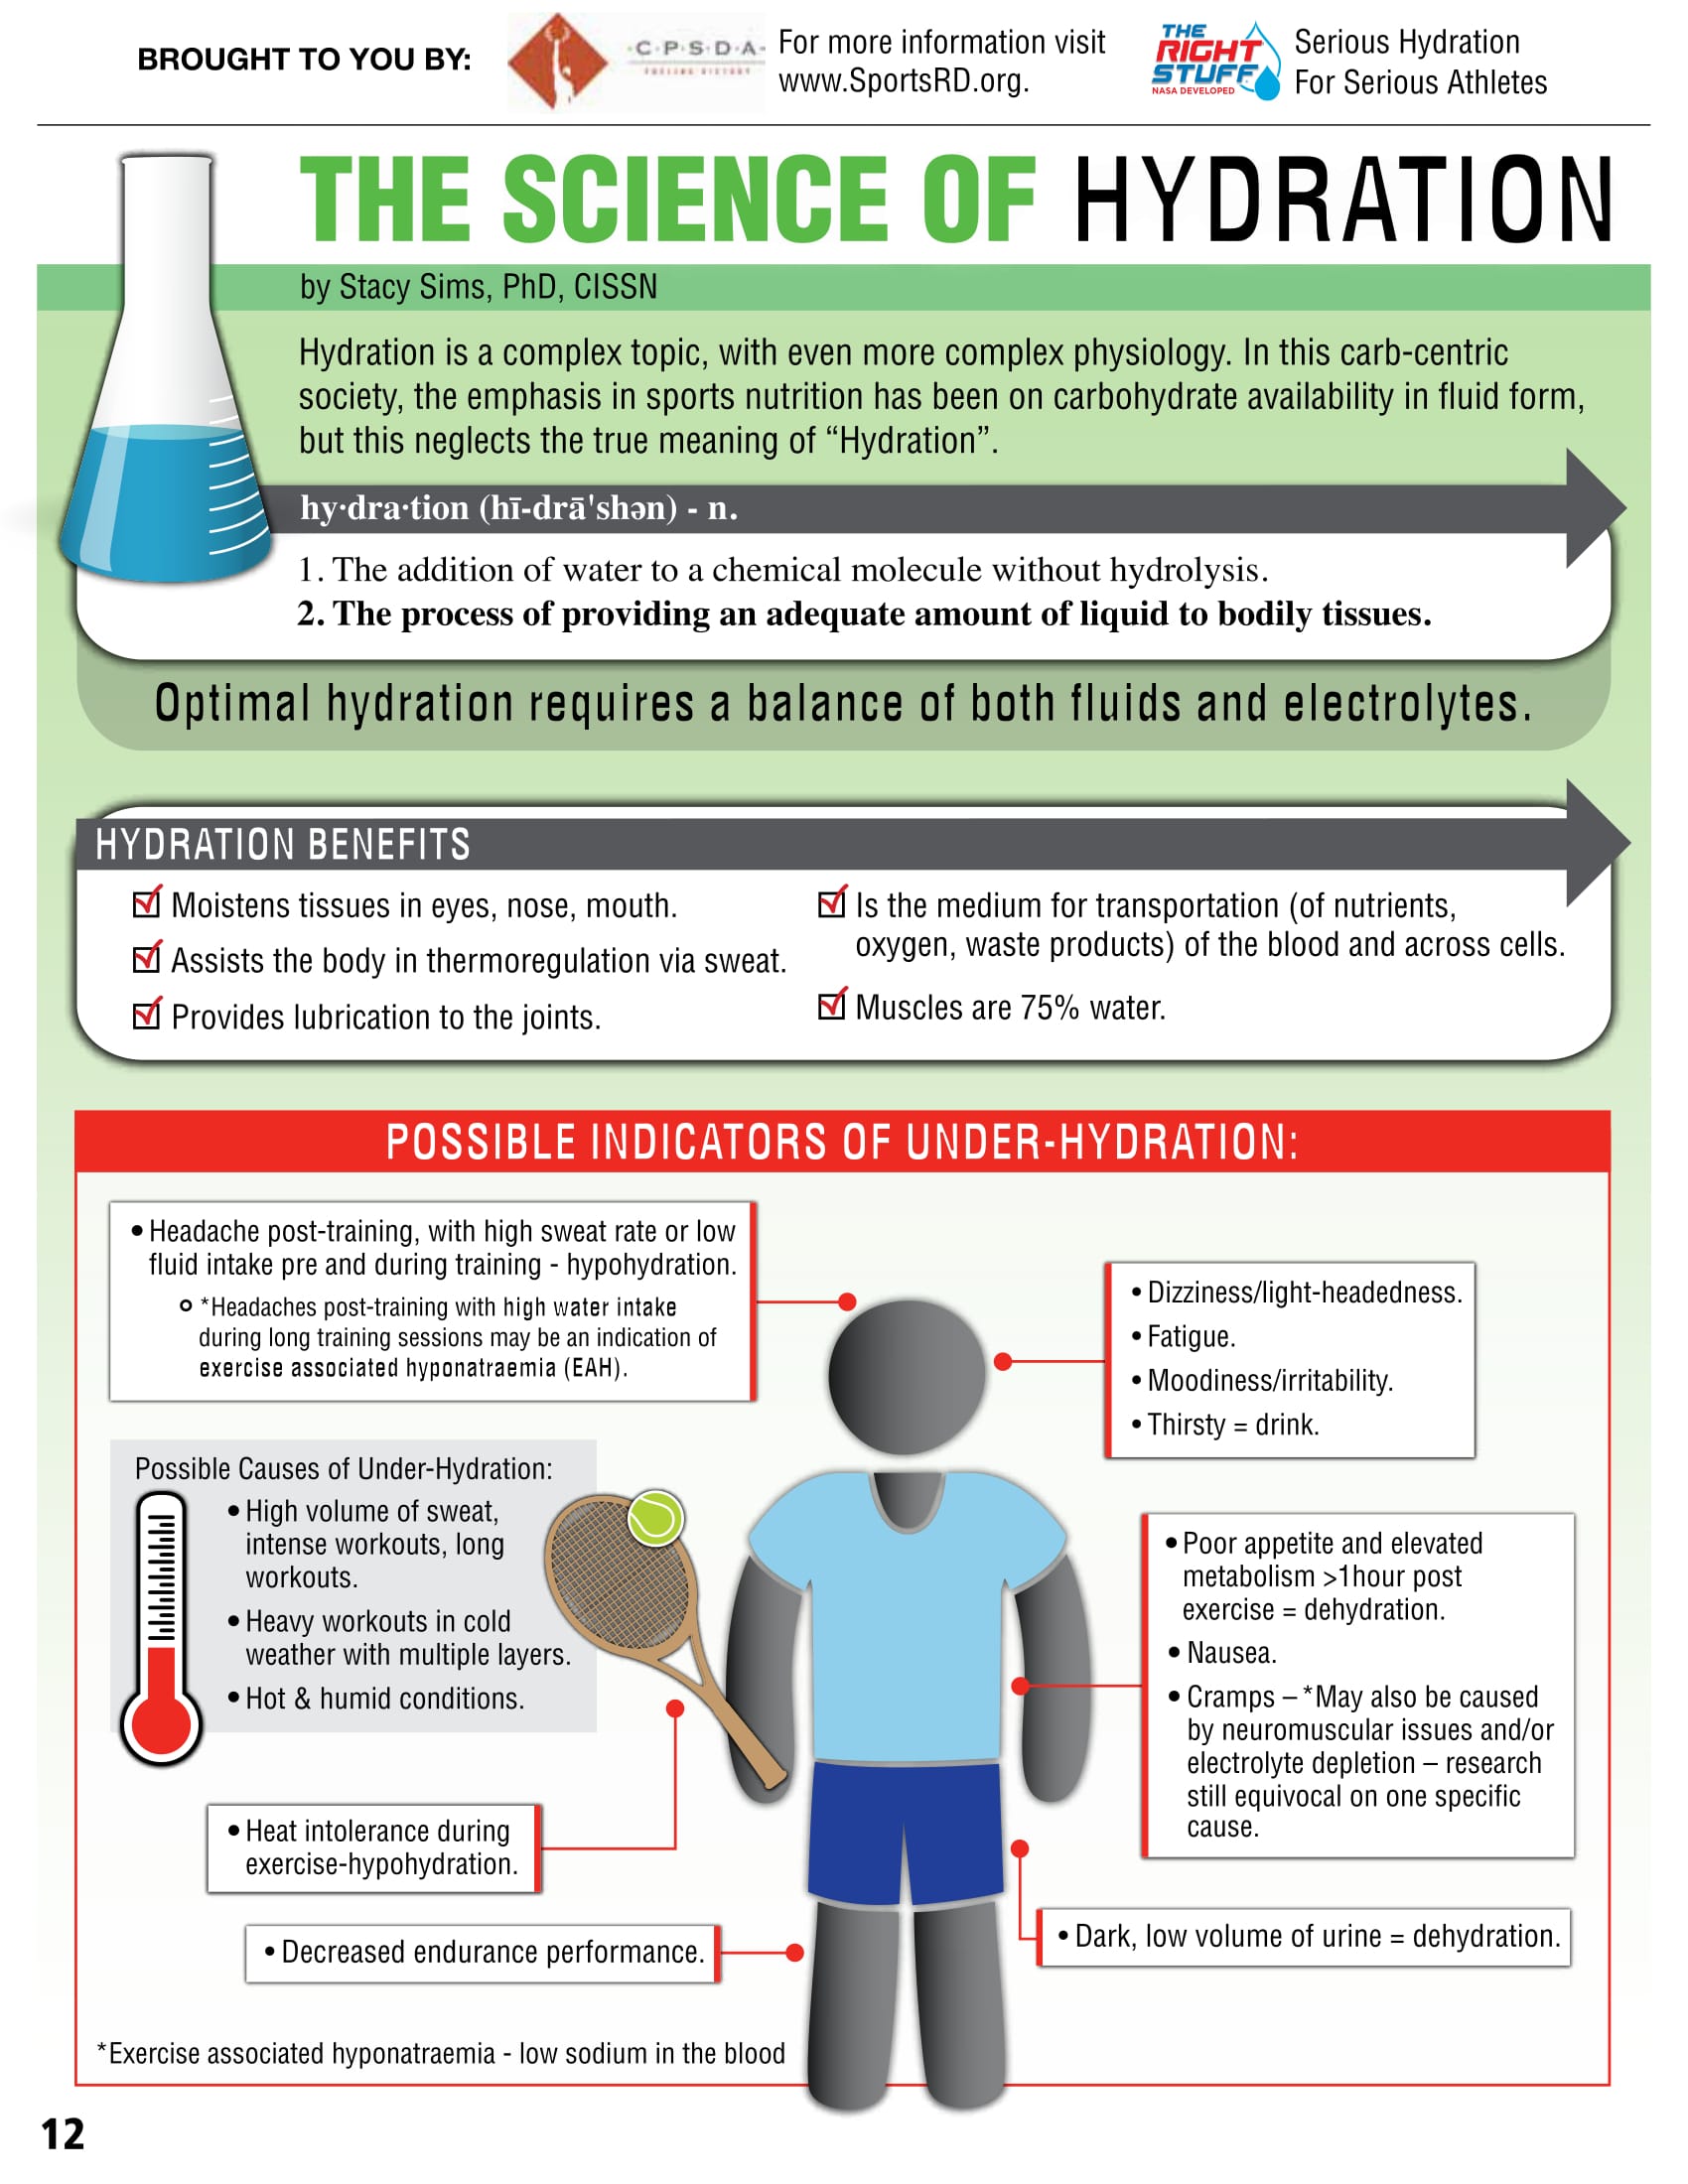 BROUGHT TO YOU BY:
·C·P·S·D·A·
FUELING VICTORY
For more information visit
www.SportsRD.org.
THE
RIGHT
STUFF
NASA DEVELOPED
Serious Hydration
For Serious Athletes
THE SCIENCE OF HYDRATION
by Stacy Sims, PhD, CISSN
Hydration is a complex topic, with even more complex physiology. In this carb-centric
society, the emphasis in sports nutrition has been on carbohydrate availability in fluid form,
but this neglects the true meaning of “Hydration”.
hy·dra·tion (hī-drā'shən) - n.
1. The addition of water to a chemical molecule without hydrolysis.
2. The process of providing an adequate amount of liquid to bodily tissues.
Optimal hydration requires a balance of both fluids and electrolytes.
HYDRATION BENEFITS
Moistens tissues in eyes, nose, mouth.
Assists the body in thermoregulation via sweat.
Provides lubrication to the joints.
Is the medium for transportation (of nutrients,
oxygen, waste products) of the blood and across cells.
Muscles are 75% water.
POSSIBLE INDICATORS OF UNDER-HYDRATION:
• Headache post-training, with high sweat rate or low
fluid intake pre and during training - hypohydration.
*Headaches post-training with high water intake
during long training sessions may be an indication of
exercise associated hyponatraemia (EAH).
• Dizziness/light-headedness.
• Fatigue.
• Moodiness/irritability.
• Thirsty = drink.
Possible Causes of Under-Hydration:
• High volume of sweat,
intense workouts, long
workouts.
• Heavy workouts in cold
weather with multiple layers.
• Hot & humid conditions.
• Poor appetite and elevated
metabolism >1hour post
exercise = dehydration.
• Nausea.
• Cramps – *May also be caused
by neuromuscular issues and/or
electrolyte depletion – research
still equivocal on one specific
cause.
• Heat intolerance during
exercise-hypohydration.
• Dark, low volume of urine = dehydration.
• Decreased endurance performance.
*Exercise associated hyponatraemia - low sodium in the blood
12